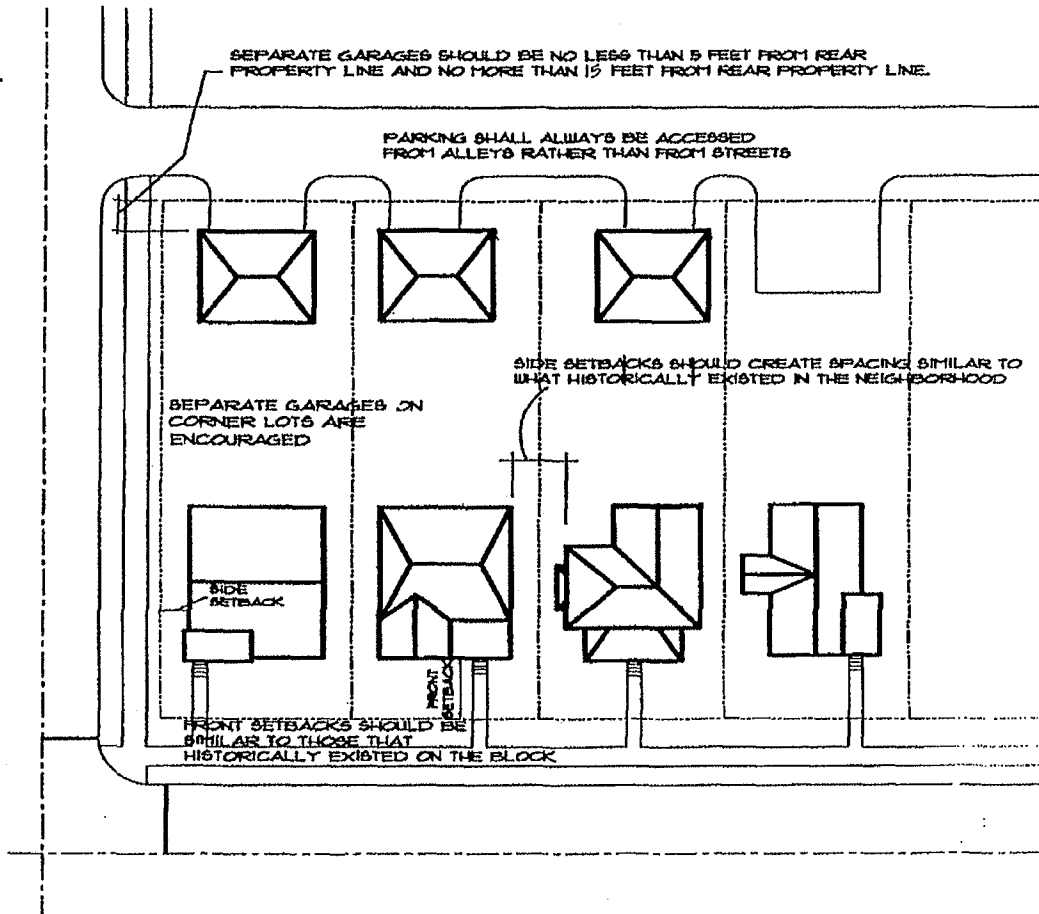 SEPARATE GARAGES SHOULD BE NO LESS THAN 5 FEET FROM REAR
PROPERTY LINE AND NO MORE THAN 15 FEET FROM REAR PROPERTY LINE.
PARKING SHALL ALWAYS BE ACCESSED
FROM ALLEYS RATHER THAN FROM STREETS
SIDE SETBACKS SHOULD CREATE SPACING SIMILAR TO
WHAT HISTORICALLY EXISTED IN THE NEIGHBORHOOD
SEPARATE GARAGES ON
CORNER LOTS ARE
ENCOURAGED
SIDE
SETBACK
FRONT
SETBACK
FRONT SETBACKS SHOULD BE
SIMILAR TO THOSE THAT
HISTORICALLY EXISTED ON THE BLOCK